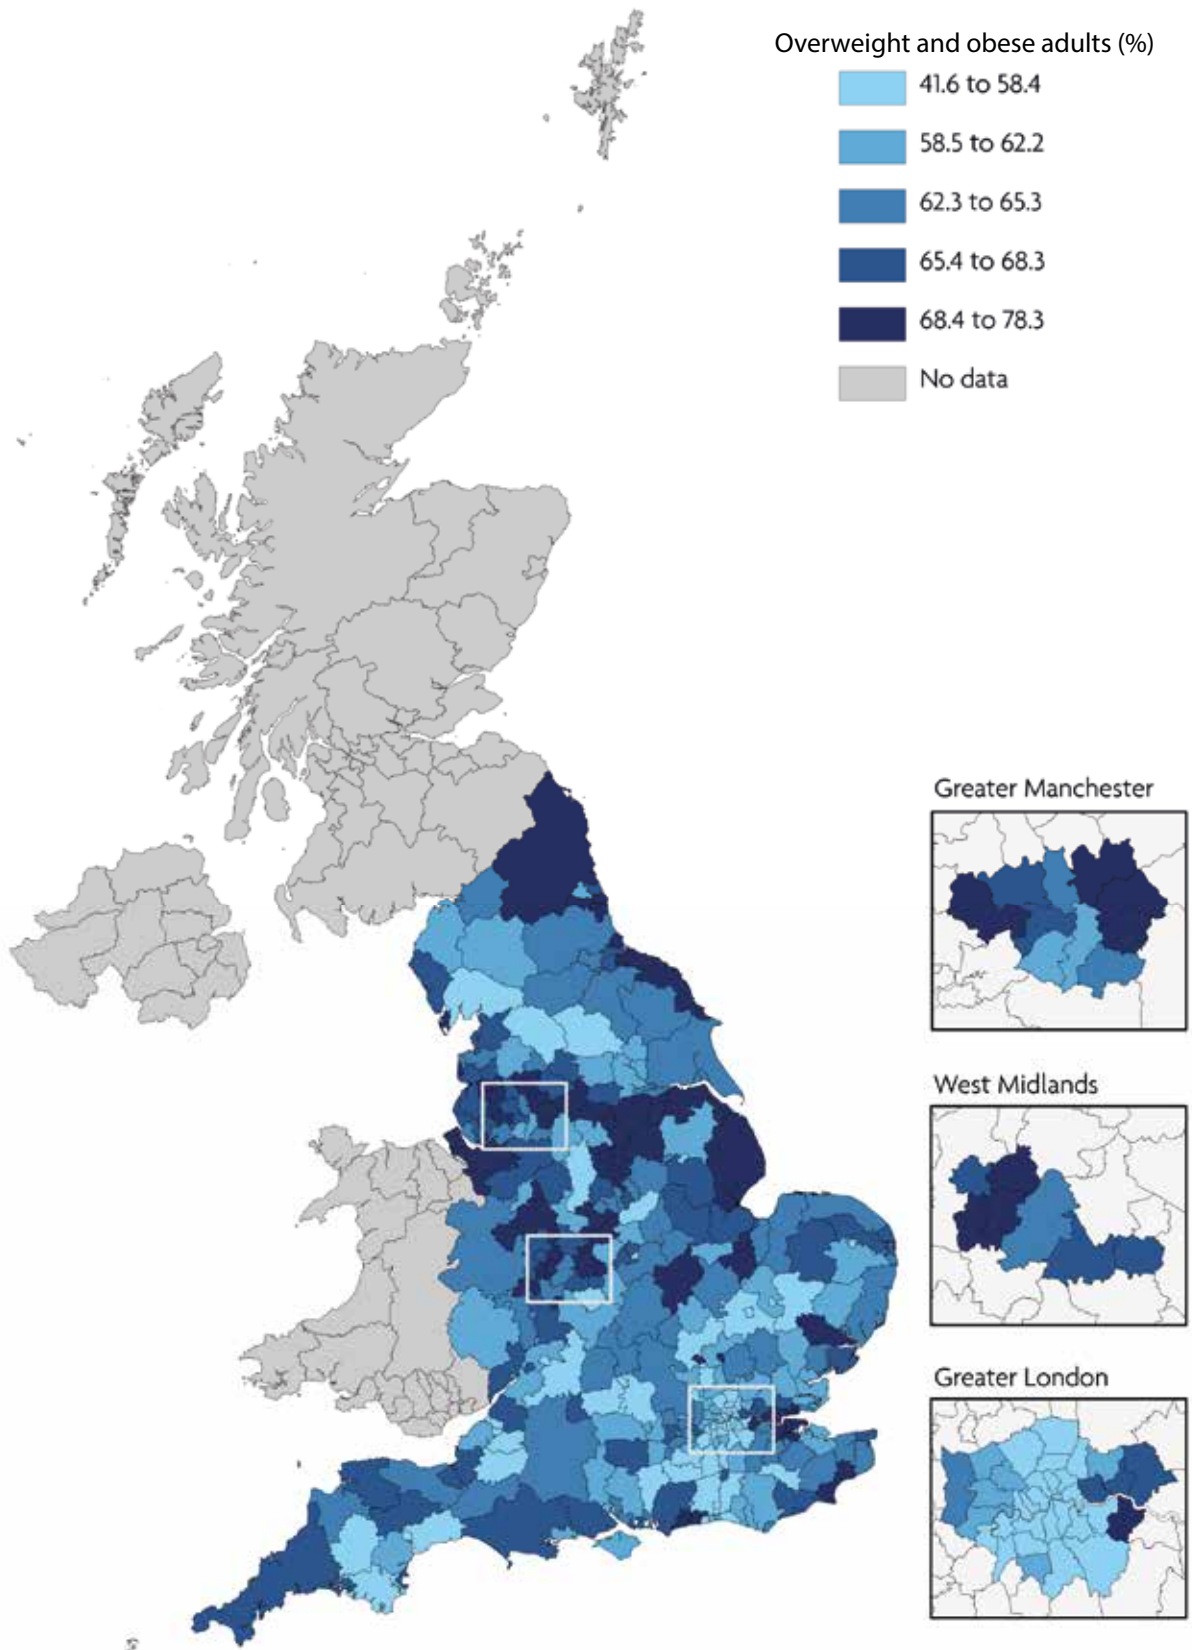 Overweight and obese adults (%)
41.6 to 58.4
58.5 to 62.2
62.3 to 65.3
65.4 to 68.3
68.4 to 78.3
No data
Greater Manchester
West Midlands
Greater London